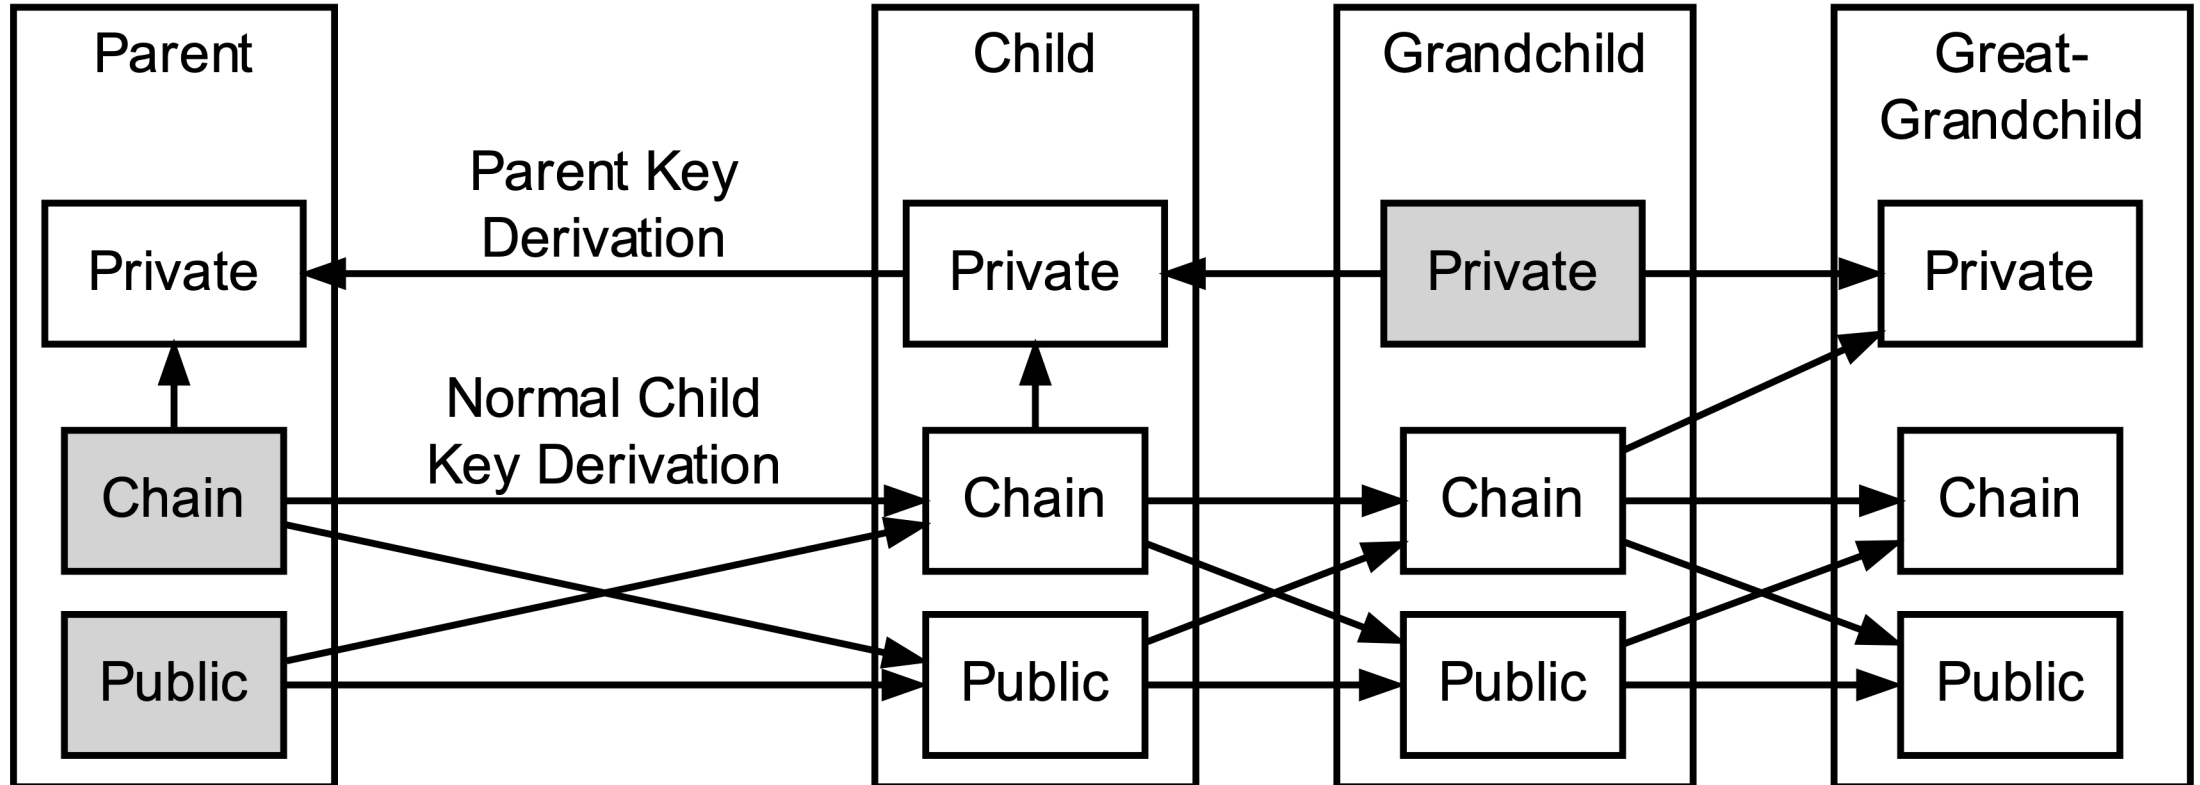 Parent
Child
Grandchild
Great-
Grandchild
Parent Key
Derivation
Private
Private
Private
Private
Normal Child
Key Derivation
Chain
Chain
Chain
Chain
Public
Public
Public
Public